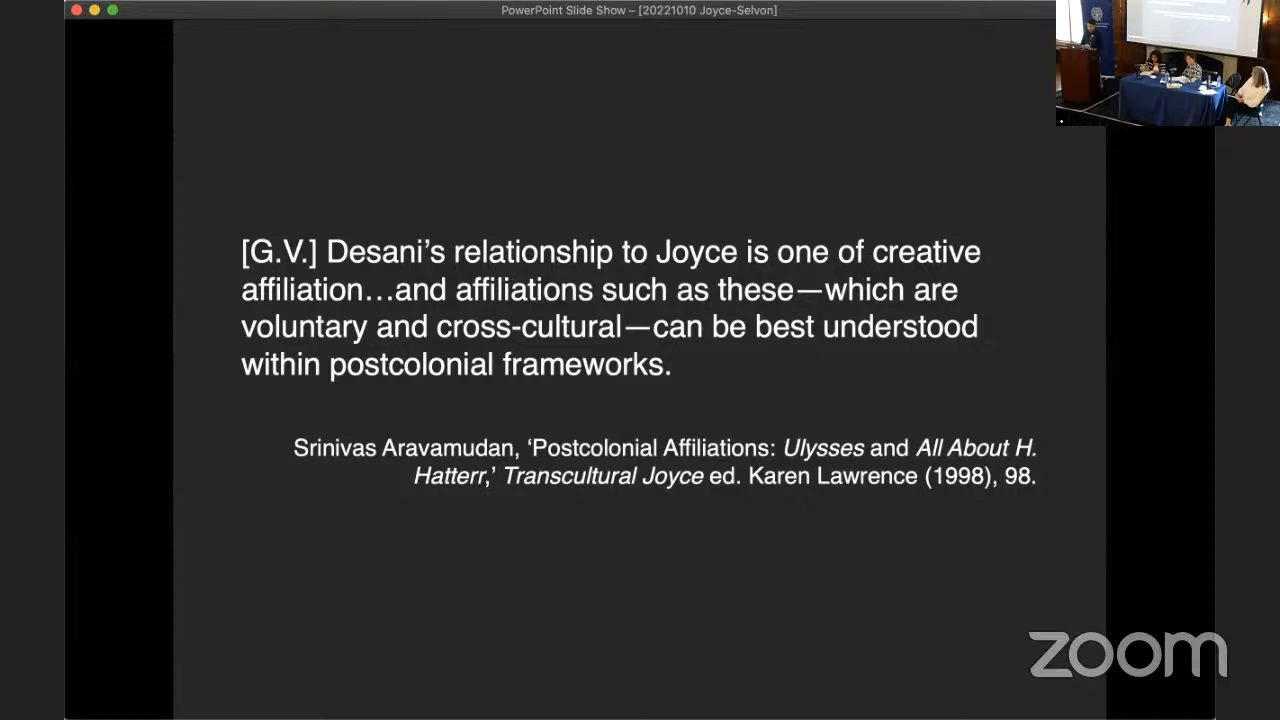 PowerPoint Slide Show – [20221010 Joyce-Selvon]
[G.V.] Desani’s relationship to Joyce is one of creative
affiliation…and affiliations such as these—which are
voluntary and cross-cultural—can be best understood
within postcolonial frameworks.
Srinivas Aravamudan, ‘Postcolonial Affiliations: Ulysses and All About H.
Hatterr,’ Transcultural Joyce ed. Karen Lawrence (1998), 98.
zoom